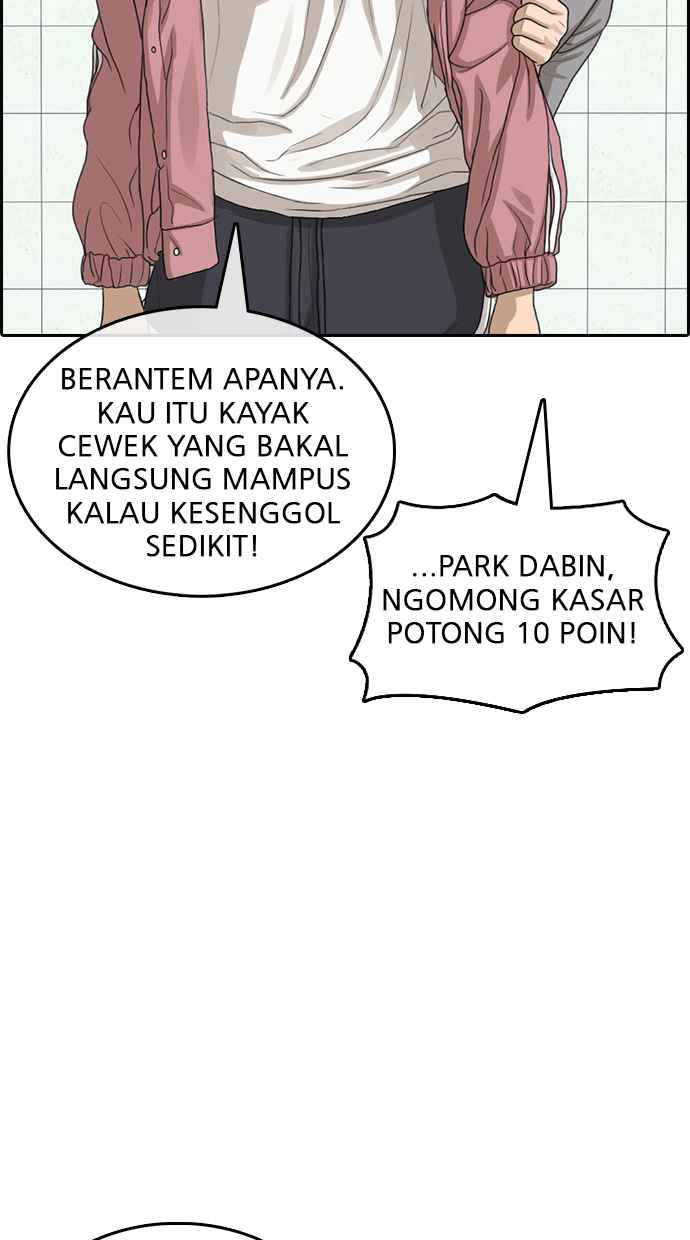 BERANTEM APANYA.
KAU ITU KAYAK
CEWEK YANG BAKAL
LANGSUNG MAMPUS
KALAU KESENGGOL
SEDIKIT!
...PARK DABIN,
NGOMONG KASAR
POTONG 10 POIN!